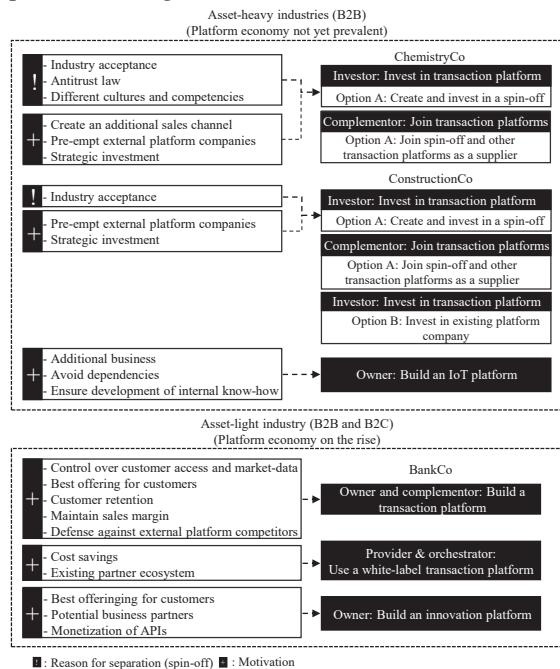 Asset-heavy industries (B2B)
(Platform economy not yet prevalent)
! - Industry acceptance
- Antitrust law
- Different cultures and competencies
+ - Create an additional sales channel
- Pre-empt external platform companies
- Strategic investment
ChemistryCo
Investor: Invest in transaction platform
Option A: Create and invest in a spin-off
Complementor: Join transaction platforms
Option A: Join spin-off and other
transaction platforms as a supplier
! - Industry acceptance
+ - Pre-empt external platform companies
- Strategic investment
ConstructionCo
Investor: Invest in transaction platform
Option A: Create and invest in a spin-off
Complementor: Join transaction platforms
Option A: Join spin-off and other
transaction platforms as a supplier
Investor: Invest in transaction platform
Option B: Invest in existing platform
company
+ - Additional business
- Avoid dependencies
- Ensure development of internal know-how
Owner: Build an IoT platform
Asset-light industry (B2B and B2C)
(Platform economy on the rise)
+ - Control over customer access and market-data
- Best offering for customers
- Customer retention
- Maintain sales margin
- Defense against external platform competitors
BankCo
Owner and complementor: Build a
transaction platform
+ - Cost savings
- Existing partner ecosystem
Provider & orchestrator:
Use a white-label transaction platform
+ - Best offeringing for customers
- Potential business partners
- Monetization of APIs
Owner: Build an innovation platform
! : Reason for separation (spin-off) + : Motivation